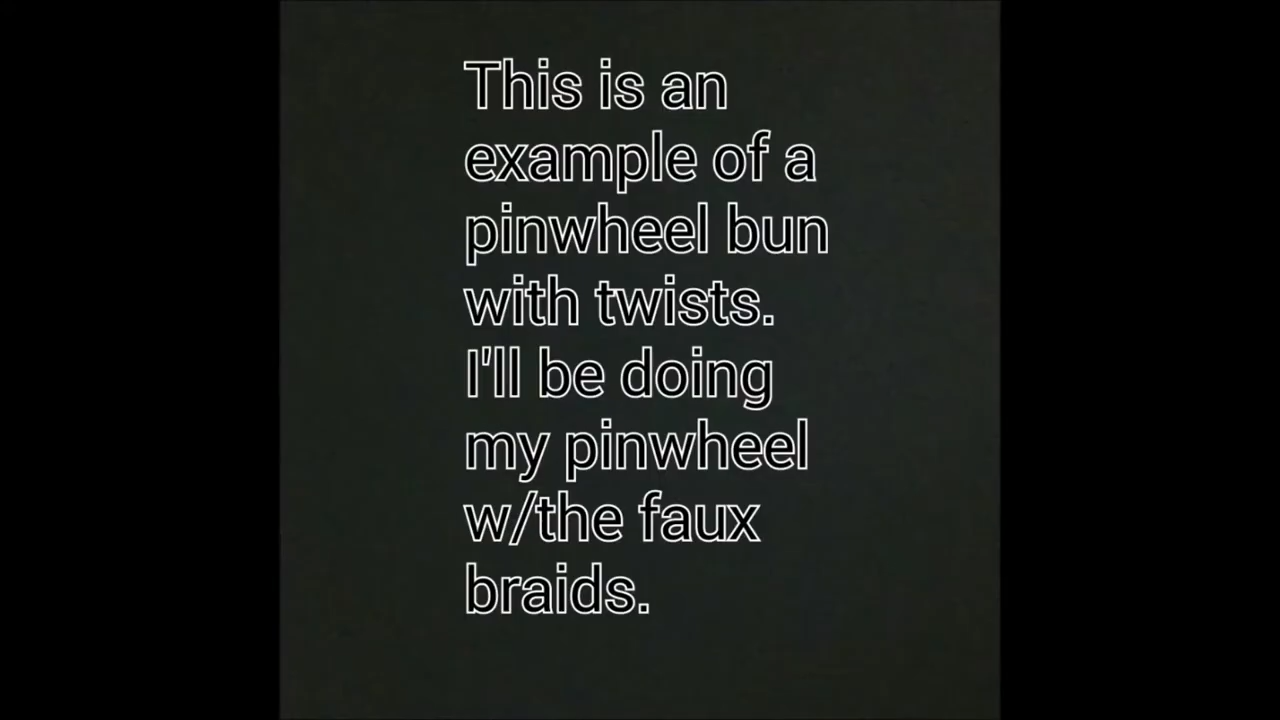 This is an
example of a
pinwheel bun
with twists.
I'll be doing
my pinwheel
w/the faux
braids.